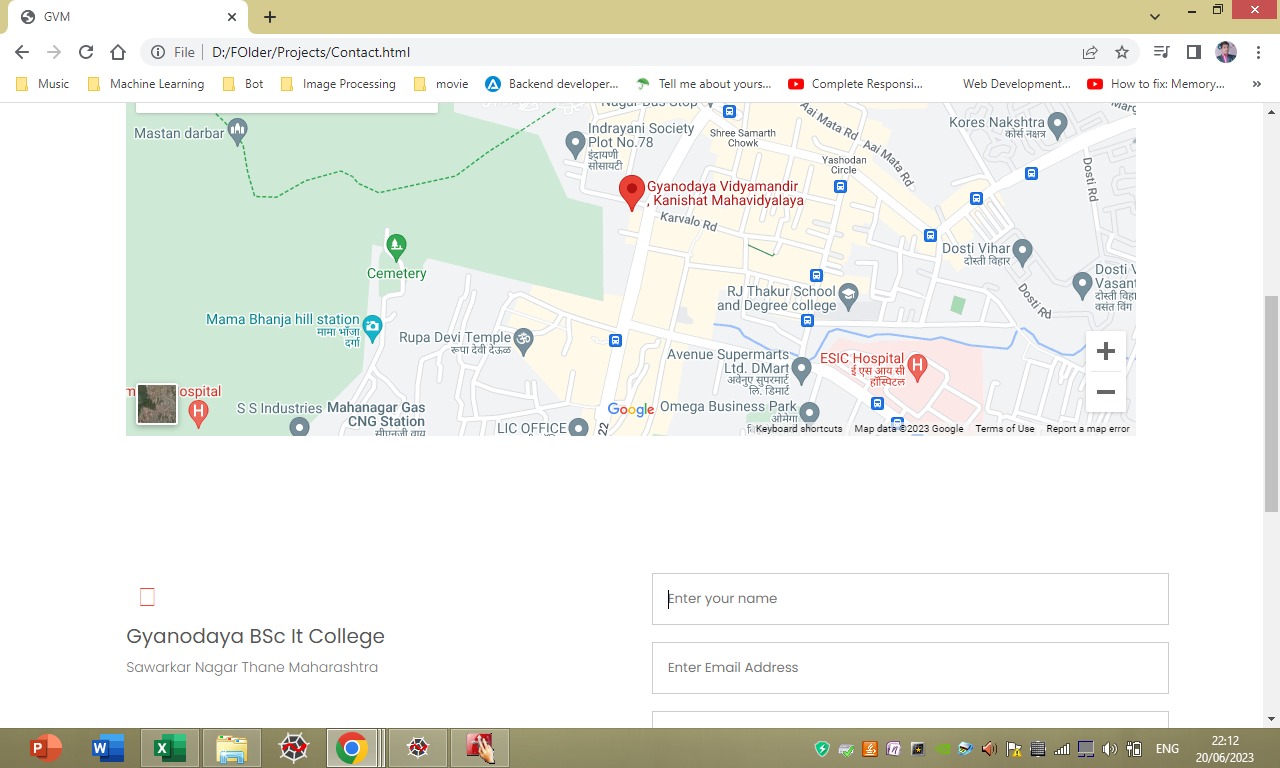 GVM
File
D:/FOlder/Projects/Contact.html
Music
Machine Learning
Bot
Image Processing
movie
Backend developer...
Tell me about yours...
Complete Responsi...
Web Development...
How to fix: Memory...
»
Mastan darbar
Nagar Bus Stop
Indrayani Society
Plot No.78
इंद्रायणी
सोसायटी
Shree Samarth
Chowk
Aai Mata Rd
Aai Mata Rd
Yashodan
Circle
Kores Nakshtra
कोर्स नक्षत्र
Marg
Dosti Rd
Gyanodaya Vidyamandir
, Kanishat Mahavidyalaya
Karvalo Rd
Cemetery
Dosti Vihar
दोस्ती विहार
Dosti V
Vasant
दोस्ती विहा
वसंत विंग
Dosti Rd
RJ Thakur School
and Degree college
Mama Bhanja hill station
मामा भाँजा
दर्गा
Rupa Devi Temple
रूपा देवी देऊळ
Avenue Supermarts
Ltd. DMart
अवेनुए सुपरमार्ट
लि. डिमार्ट
ESIC Hospital
ई एस आय सी
हॉस्पिटल
ospital
S S Industries
Mahanagar Gas
CNG Station
सीएनजी वाय
LIC OFFICE
22
Google
Omega Business Park
ओमेगा
Keyboard shortcuts
Map data ©2023 Google
Terms of Use
Report a map error
Gyanodaya BSc It College
Sawarkar Nagar Thane Maharashtra
Enter your name
Enter Email Address
ENG
22:12
20/06/2023